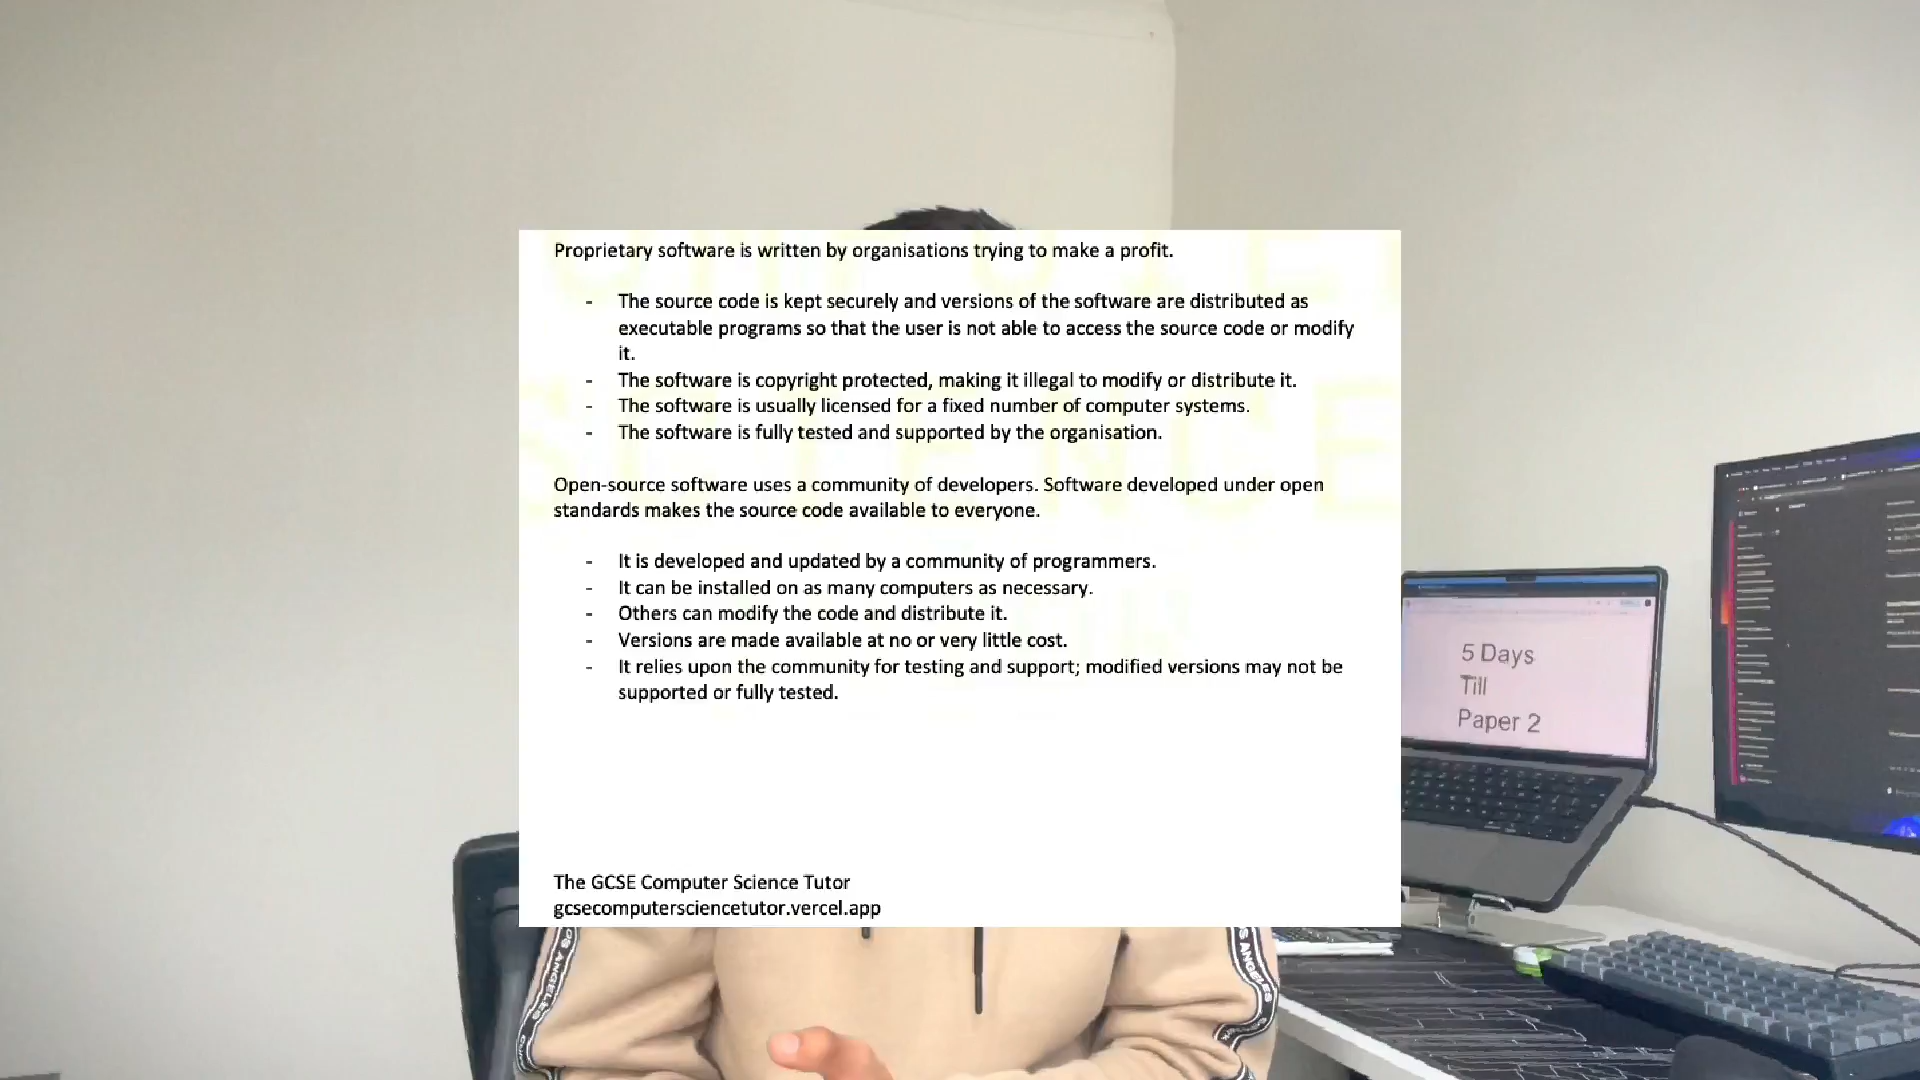 Proprietary software is written by organisations trying to make a profit.
- The source code is kept securely and versions of the software are distributed as
executable programs so that the user is not able to access the source code or modify
it.
- The software is copyright protected, making it illegal to modify or distribute it.
- The software is usually licensed for a fixed number of computer systems.
- The software is fully tested and supported by the organisation.
Open-source software uses a community of developers. Software developed under open
standards makes the source code available to everyone.
- It is developed and updated by a community of programmers.
- It can be installed on as many computers as necessary.
- Others can modify the code and distribute it.
- Versions are made available at no or very little cost.
- It relies upon the community for testing and support; modified versions may not be
supported or fully tested.
The GCSE Computer Science Tutor
gcsecomputersciencetutor.vercel.app
5 Days
Till
Paper 2
OS ANGELES
S ANGELES